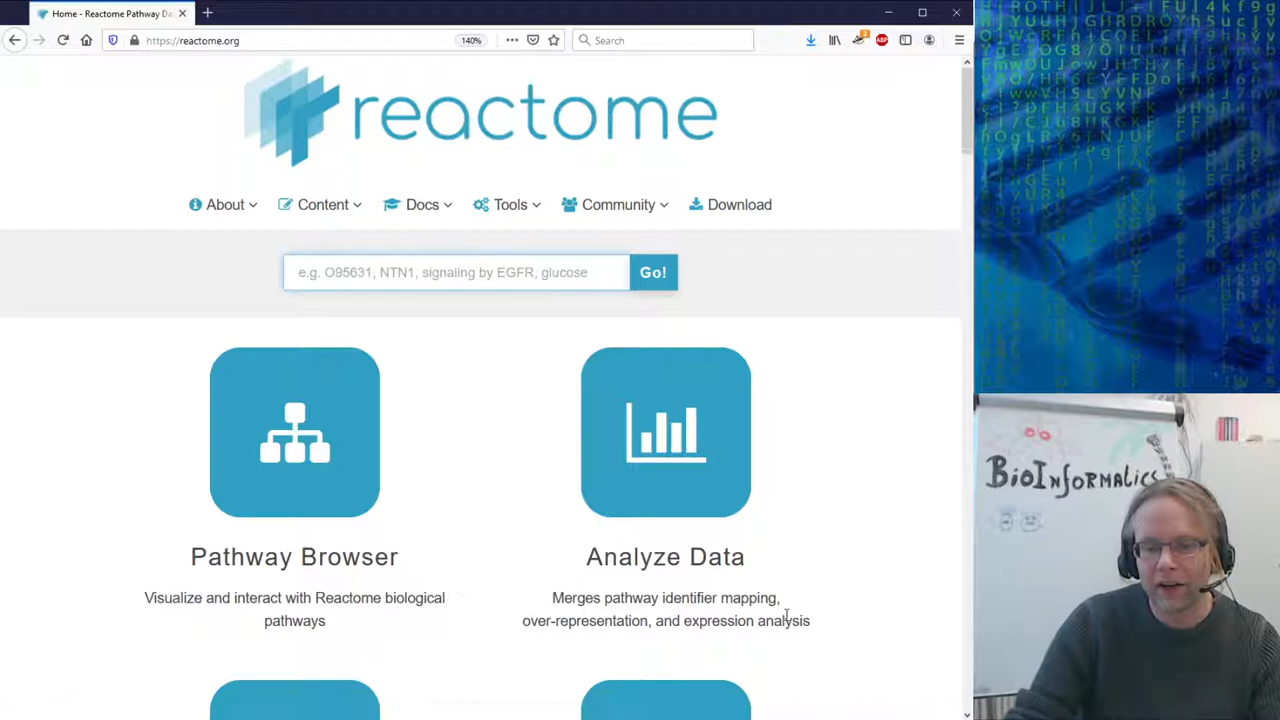 Home - Reactome Pathway Da
https://reactome.org
140%
Search
3
ABP
reactome
About
Content
Docs
Tools
Community
Download
e.g. O95631, NTN1, signaling by EGFR, glucose
Go!
Pathway Browser
Visualize and interact with Reactome biological
pathways
Analyze Data
Merges pathway identifier mapping,
over-representation, and expression analysis
BioInformatics